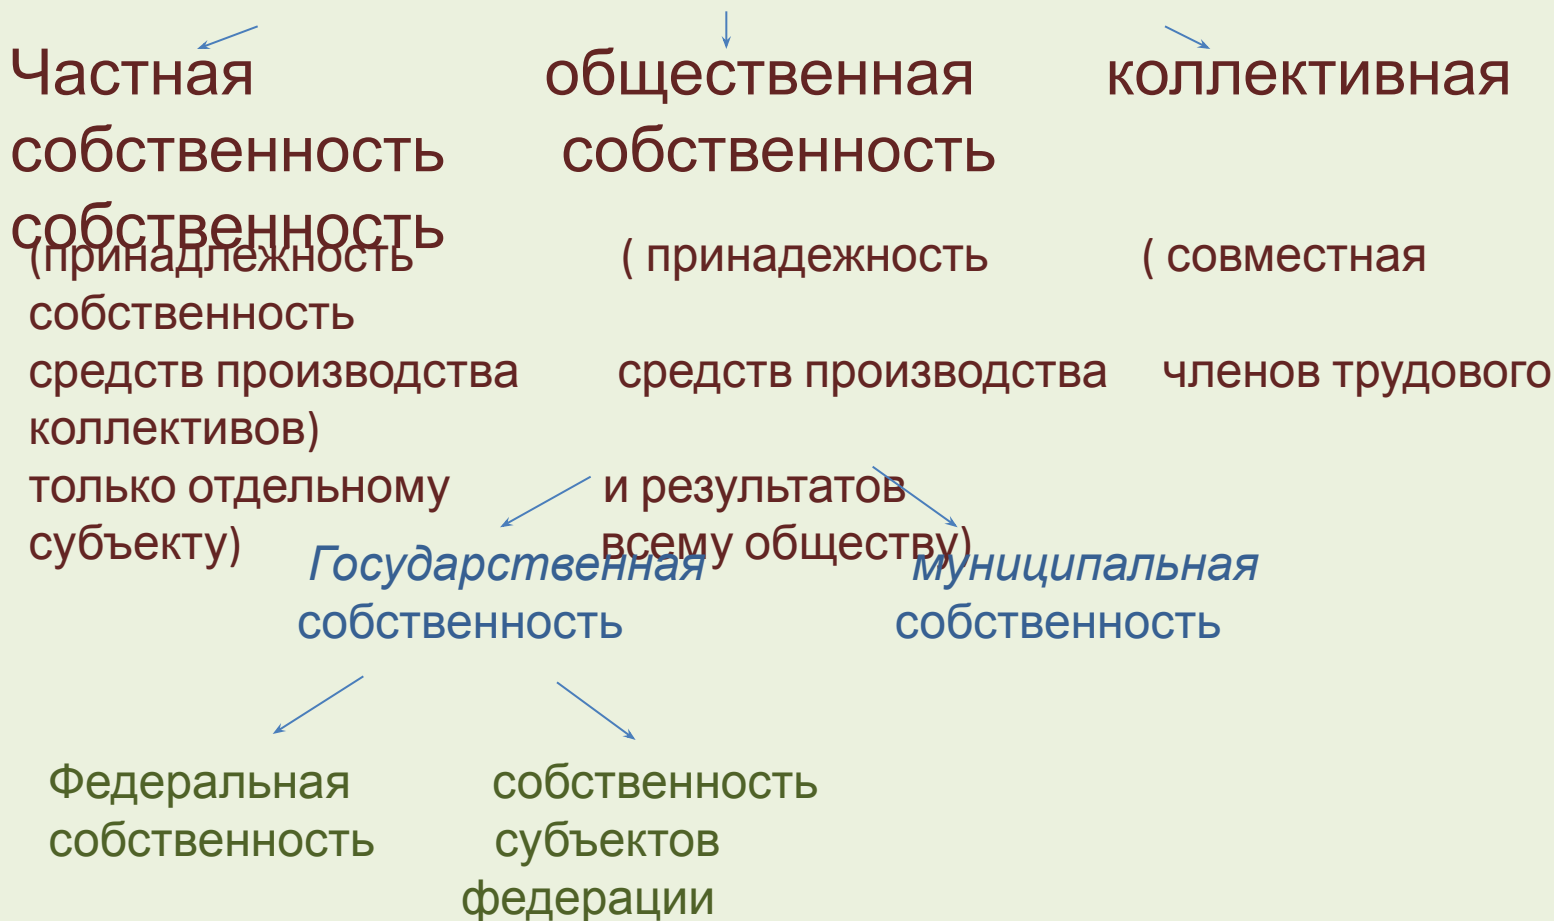 Частная общественная коллективная
собственность собственность
собственность
(принадлежность ( принадежность ( совместная
собственность
средств производства средств производства членов трудового
коллективов)
только отдельному и результатов
субъекту) всему обществу)
Государственная муниципальная
собственность собственность
Федеральная собственность
собственность субъектов
федерации